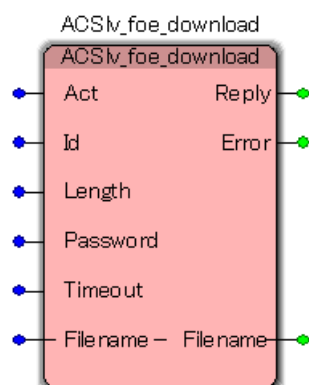 ACSlv_foe_download
ACSlv_foe_download
Act Reply
Id Error
Length
Password
Timeout
Filename – Filename